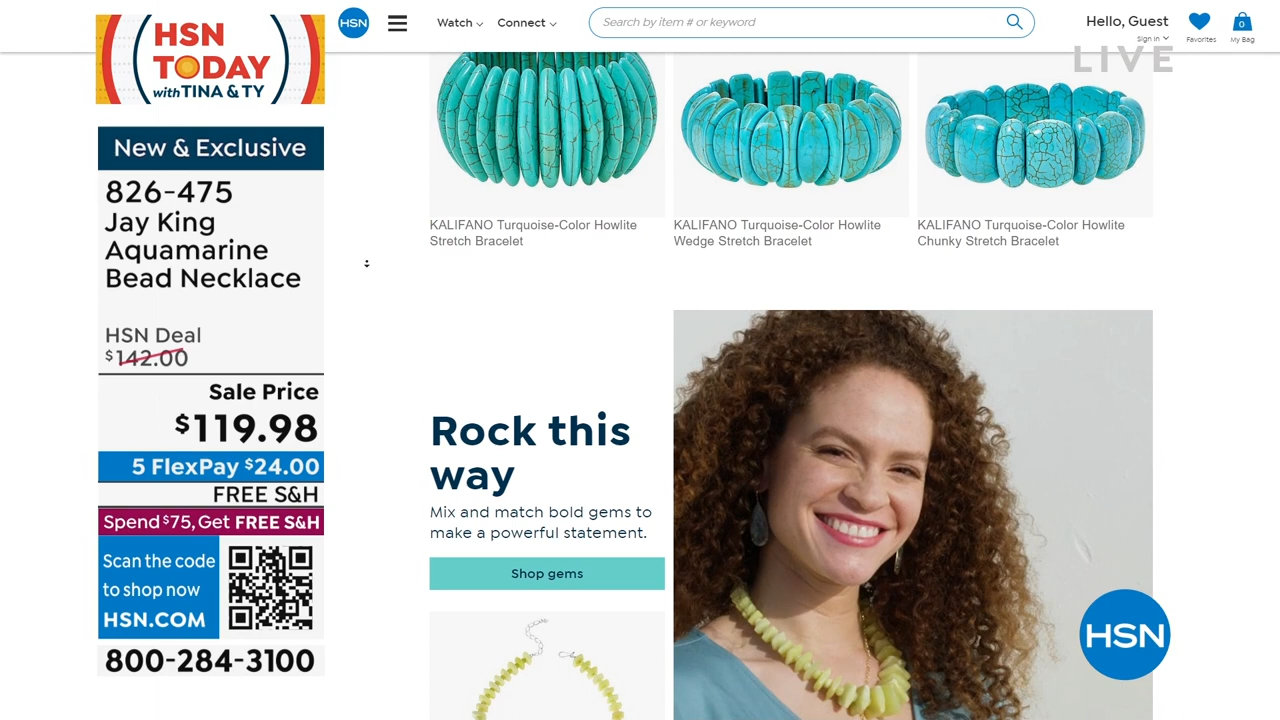 HSN
TODAY
with TINA & TY
New & Exclusive
826-475
Jay King
Aquamarine
Bead Necklace
HSN Deal
$142.00
Sale Price
$119.98
5 FlexPay $24.00
FREE S&H
Spend $75, Get FREE S&H
Scan the code
to shop now
HSN.COM
800-284-3100
HSN
Watch
Connect
Search by item # or keyword
Hello, Guest
Sign in
Favorites
0
My Bag
LIVE
KALIFANO Turquoise-Color Howlite
Stretch Bracelet
KALIFANO Turquoise-Color Howlite
Wedge Stretch Bracelet
KALIFANO Turquoise-Color Howlite
Chunky Stretch Bracelet
Rock this
way
Mix and match bold gems to
make a powerful statement.
Shop gems
HSN